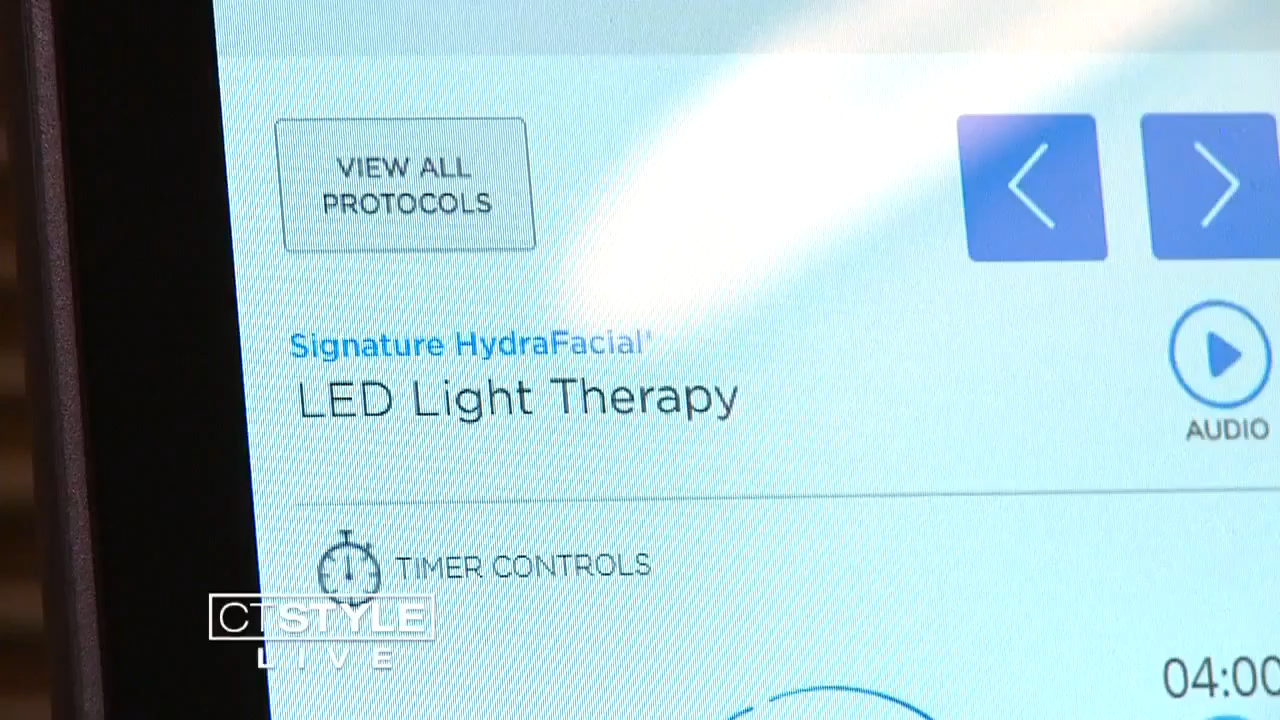 VIEW ALL
PROTOCOLS
Signature HydraFacial'
LED Light Therapy
AUDIO
TIMER CONTROLS
CT STYLE
LIVE
04:00